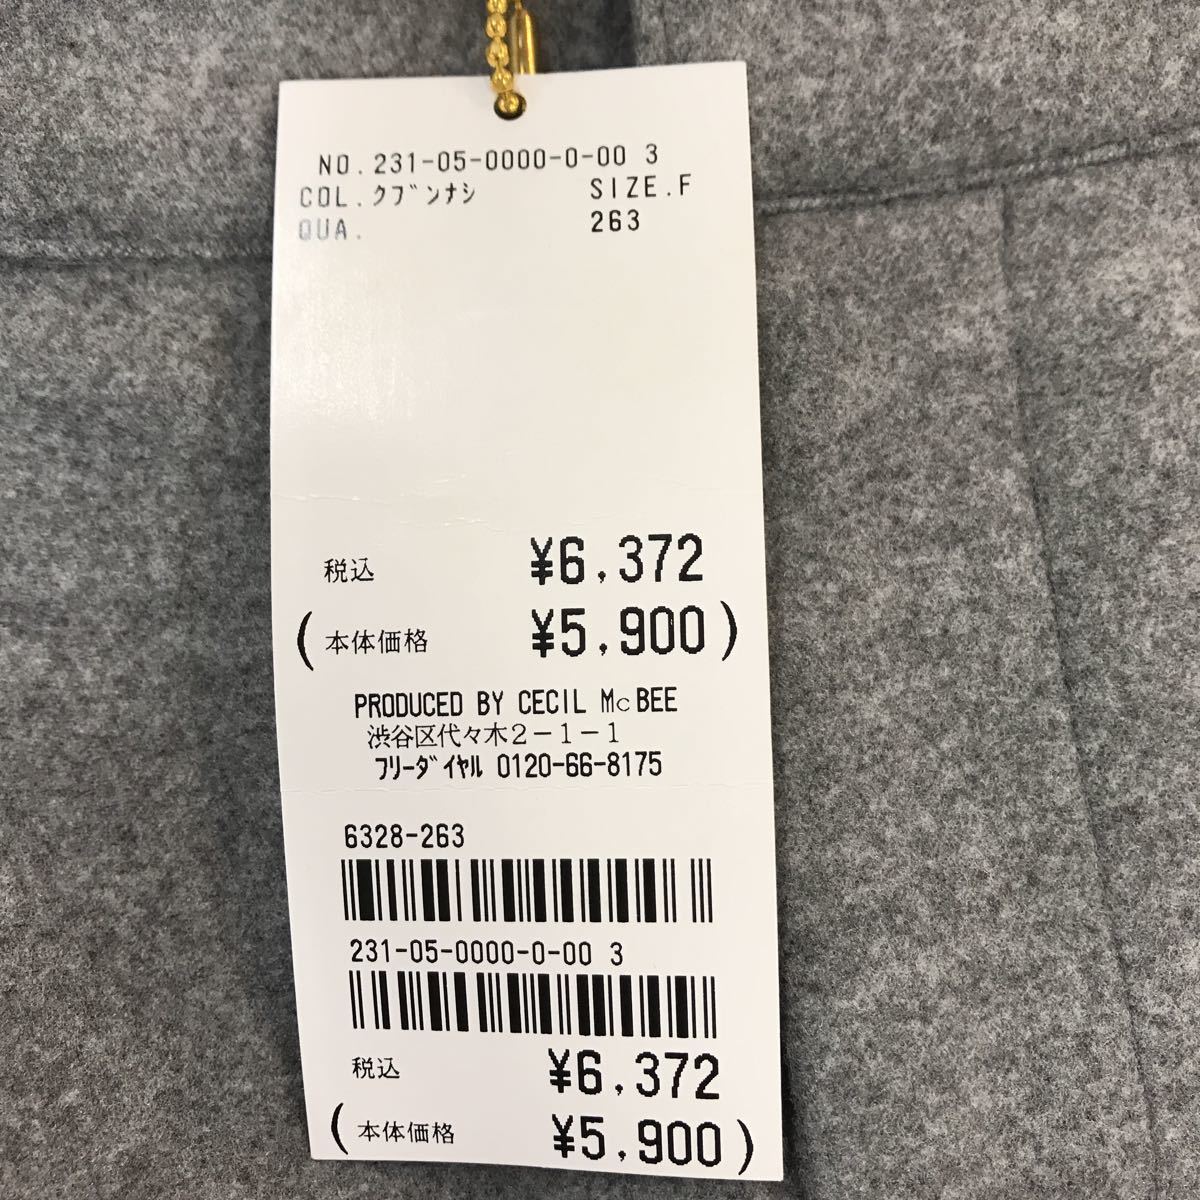 NO.231-05-0000-0-00 3
COL.ｸﾌﾞﾝﾅｼ SIZE.F
QUA. 263
税込 ¥6,372
(本体価格 ¥5,900)
PRODUCED BY CECIL McBEE
渋谷区代々木2-1-1
ﾌﾘｰﾀﾞｲﾔﾙ 0120-66-8175
6328-263
231-05-0000-0-00 3
税込 ¥6,372
(本体価格 ¥5,900)